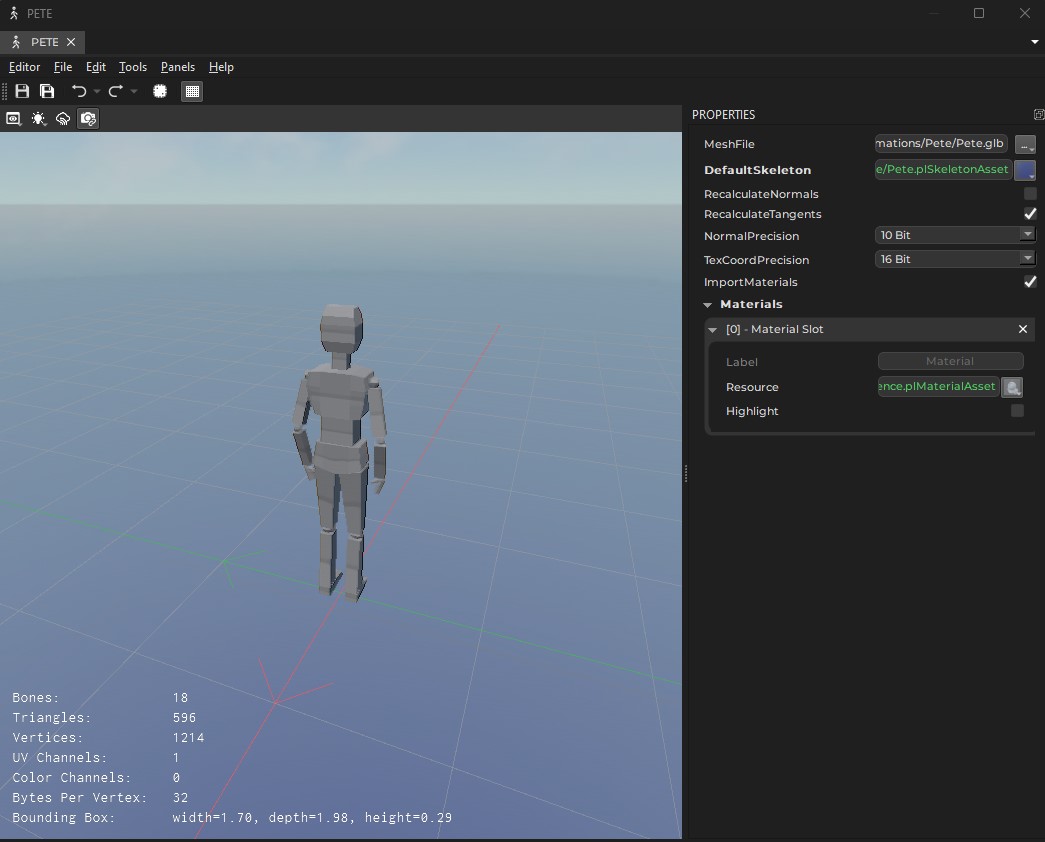 PETE
PETE
Editor File Edit Tools Panels Help
PROPERTIES
MeshFile mations/Pete/Pete.glb ...
DefaultSkeleton e/Pete.plSkeletonAsset
RecalculateNormals
RecalculateTangents
NormalPrecision 10 Bit
TexCoordPrecision 16 Bit
ImportMaterials
Materials
[0] - Material Slot
Label Material
Resource ence.plMaterialAsset
Highlight
Bones: 18
Triangles: 596
Vertices: 1214
UV Channels: 1
Color Channels: 0
Bytes Per Vertex: 32
Bounding Box: width=1.70, depth=1.98, height=0.29